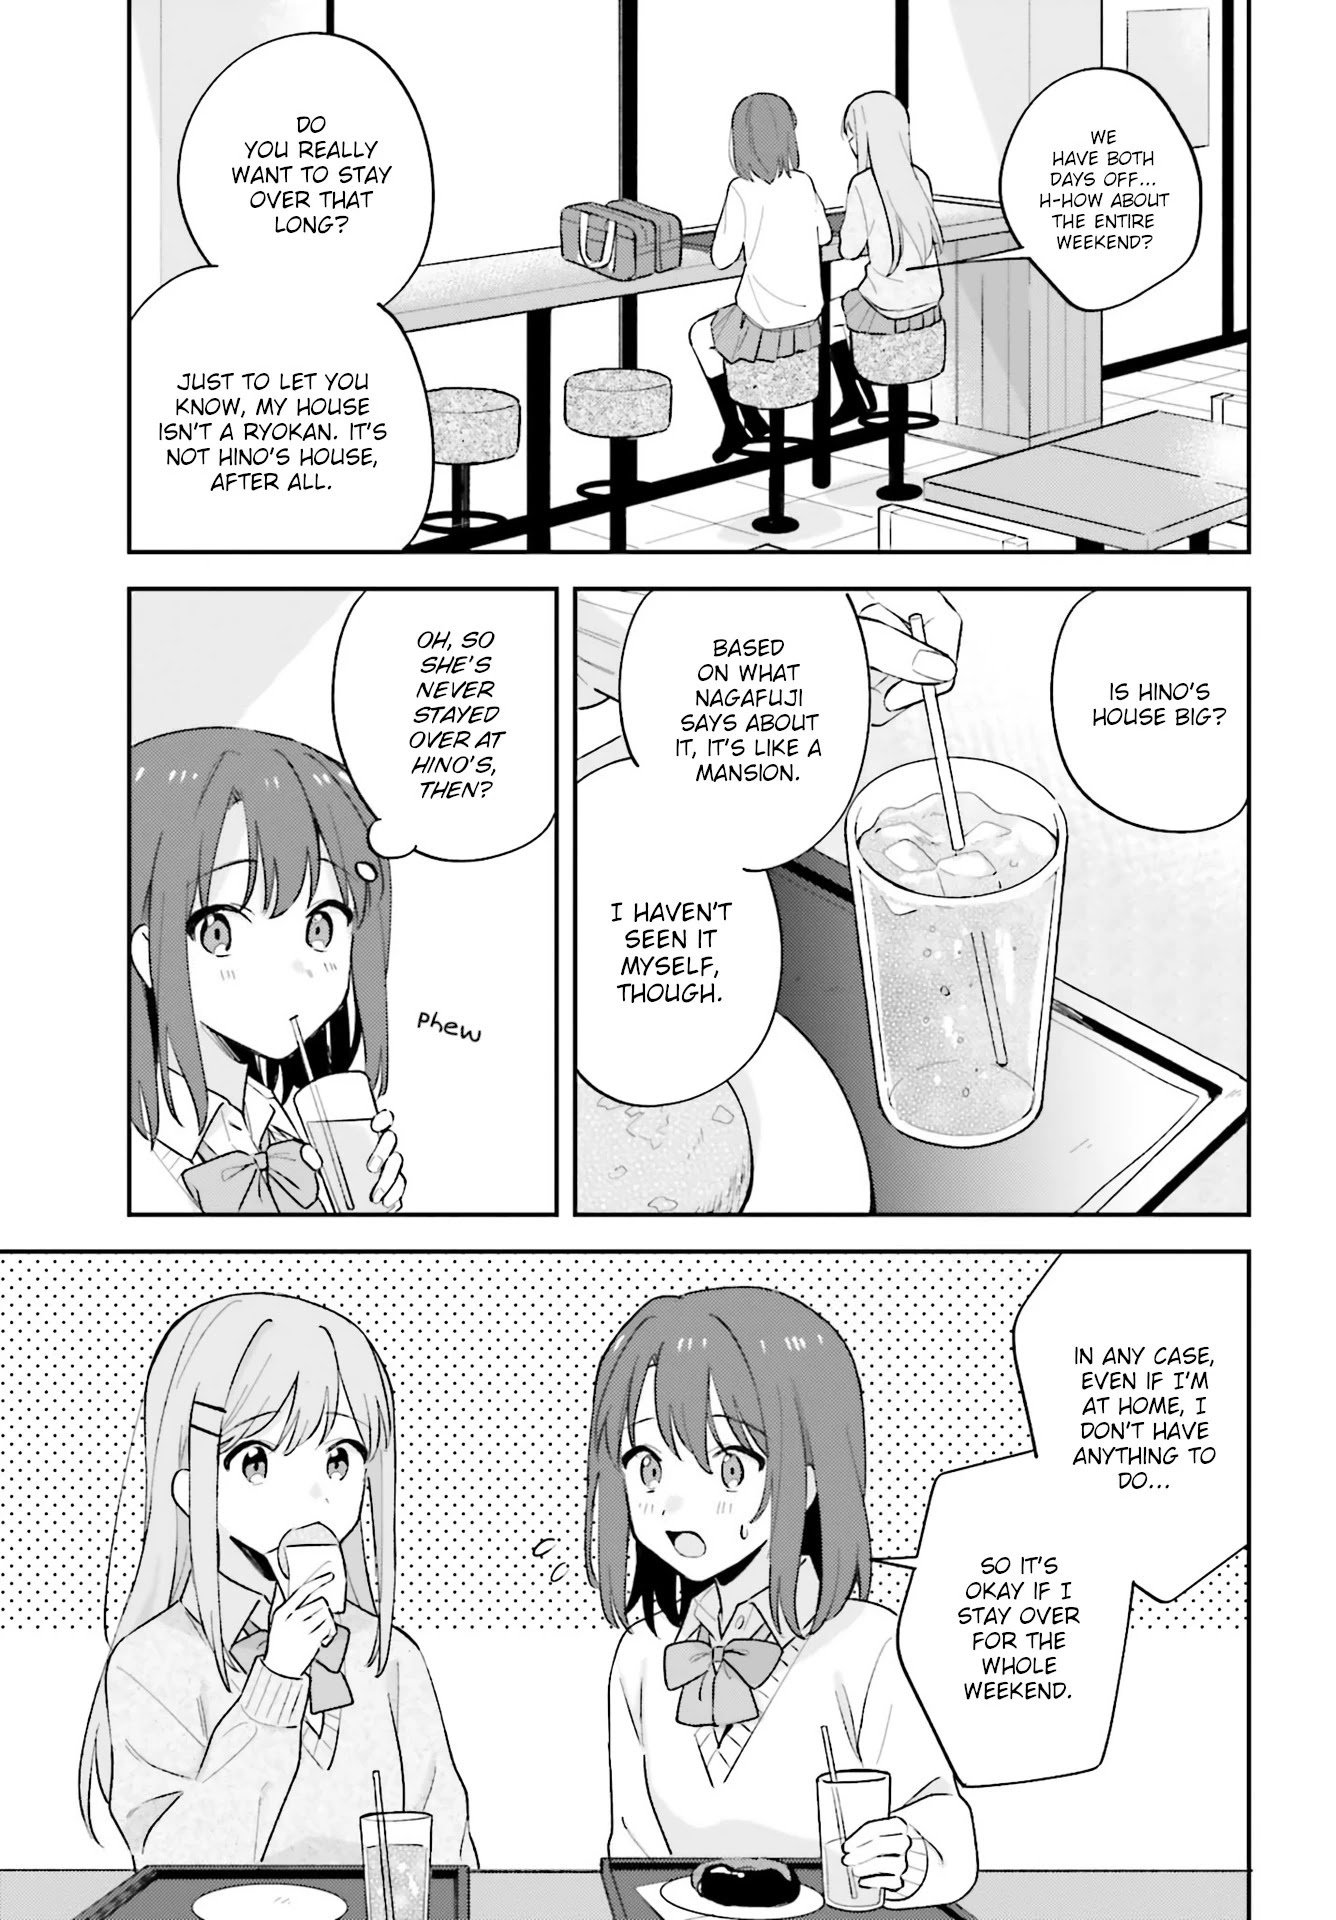 WE
HAVE BOTH
DAYS OFF...
H-HOW ABOUT
THE ENTIRE
WEEKEND?
DO
YOU REALLY
WANT TO STAY
OVER THAT
LONG?
JUST TO LET YOU
KNOW, MY HOUSE
ISN'T A RYOKAN. IT'S
NOT HINO'S HOUSE,
AFTER ALL.
IS HINO'S
HOUSE BIG?
BASED
ON WHAT
NAGAFUJI
SAYS ABOUT
IT, IT'S LIKE A
MANSION.
I HAVEN'T
SEEN IT
MYSELF,
THOUGH.
OH, SO
SHE'S
NEVER
STAYED
OVER AT
HINO'S,
THEN?
PHEW
IN ANY CASE,
EVEN IF I'M
AT HOME, I
DON'T HAVE
ANYTHING TO
DO...
SO IT'S
OKAY IF I
STAY OVER
FOR THE
WHOLE
WEEKEND.